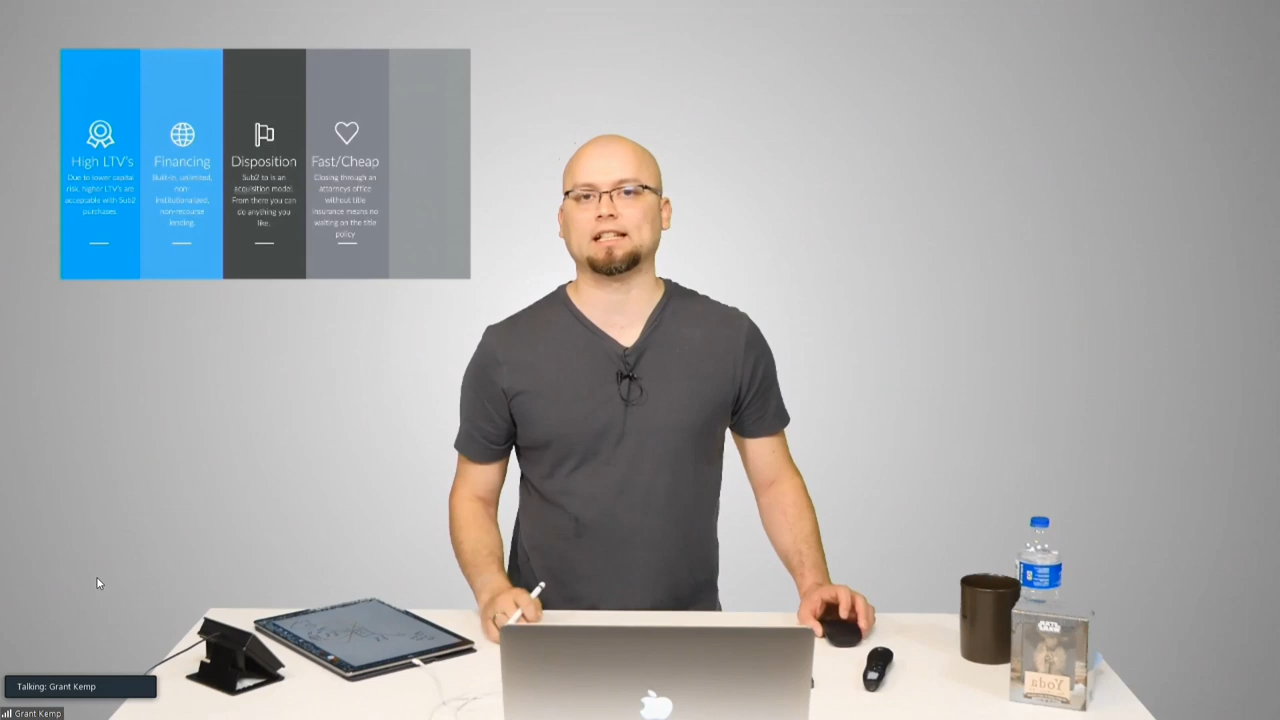 High LTV's
Due to lower capital
risk, higher LTV's are
acceptable with Sub2
purchases.
Financing
Built-in, unlimited,
non-
institutionalized,
non-recourse
lending.
Disposition
Sub2 to is an
acquisition model.
From there you can
do anything you
like.
Fast/Cheap
Closing through an
attorneys office
without title
insurance means no
waiting on the title
policy
Yoda
Talking: Grant Kemp
Grant Kemp